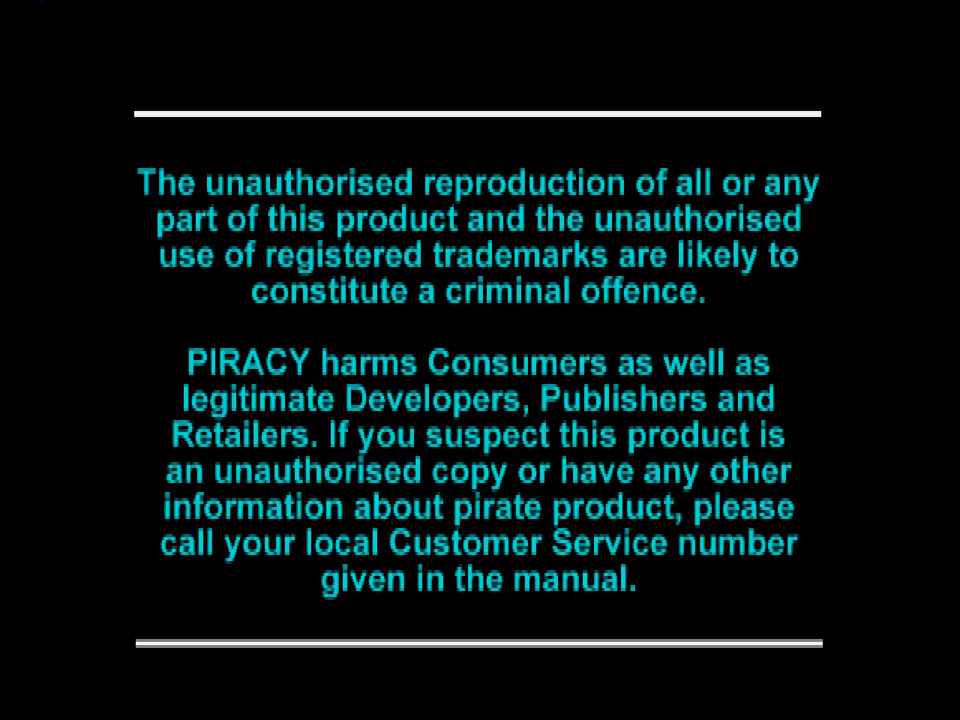 The unauthorised reproduction of all or any
part of this product and the unauthorised
use of registered trademarks are likely to
constitute a criminal offence.
PIRACY harms Consumers as well as
legitimate Developers, Publishers and
Retailers. If you suspect this product is
an unauthorised copy or have any other
information about pirate product, please
call your local Customer Service number
given in the manual.